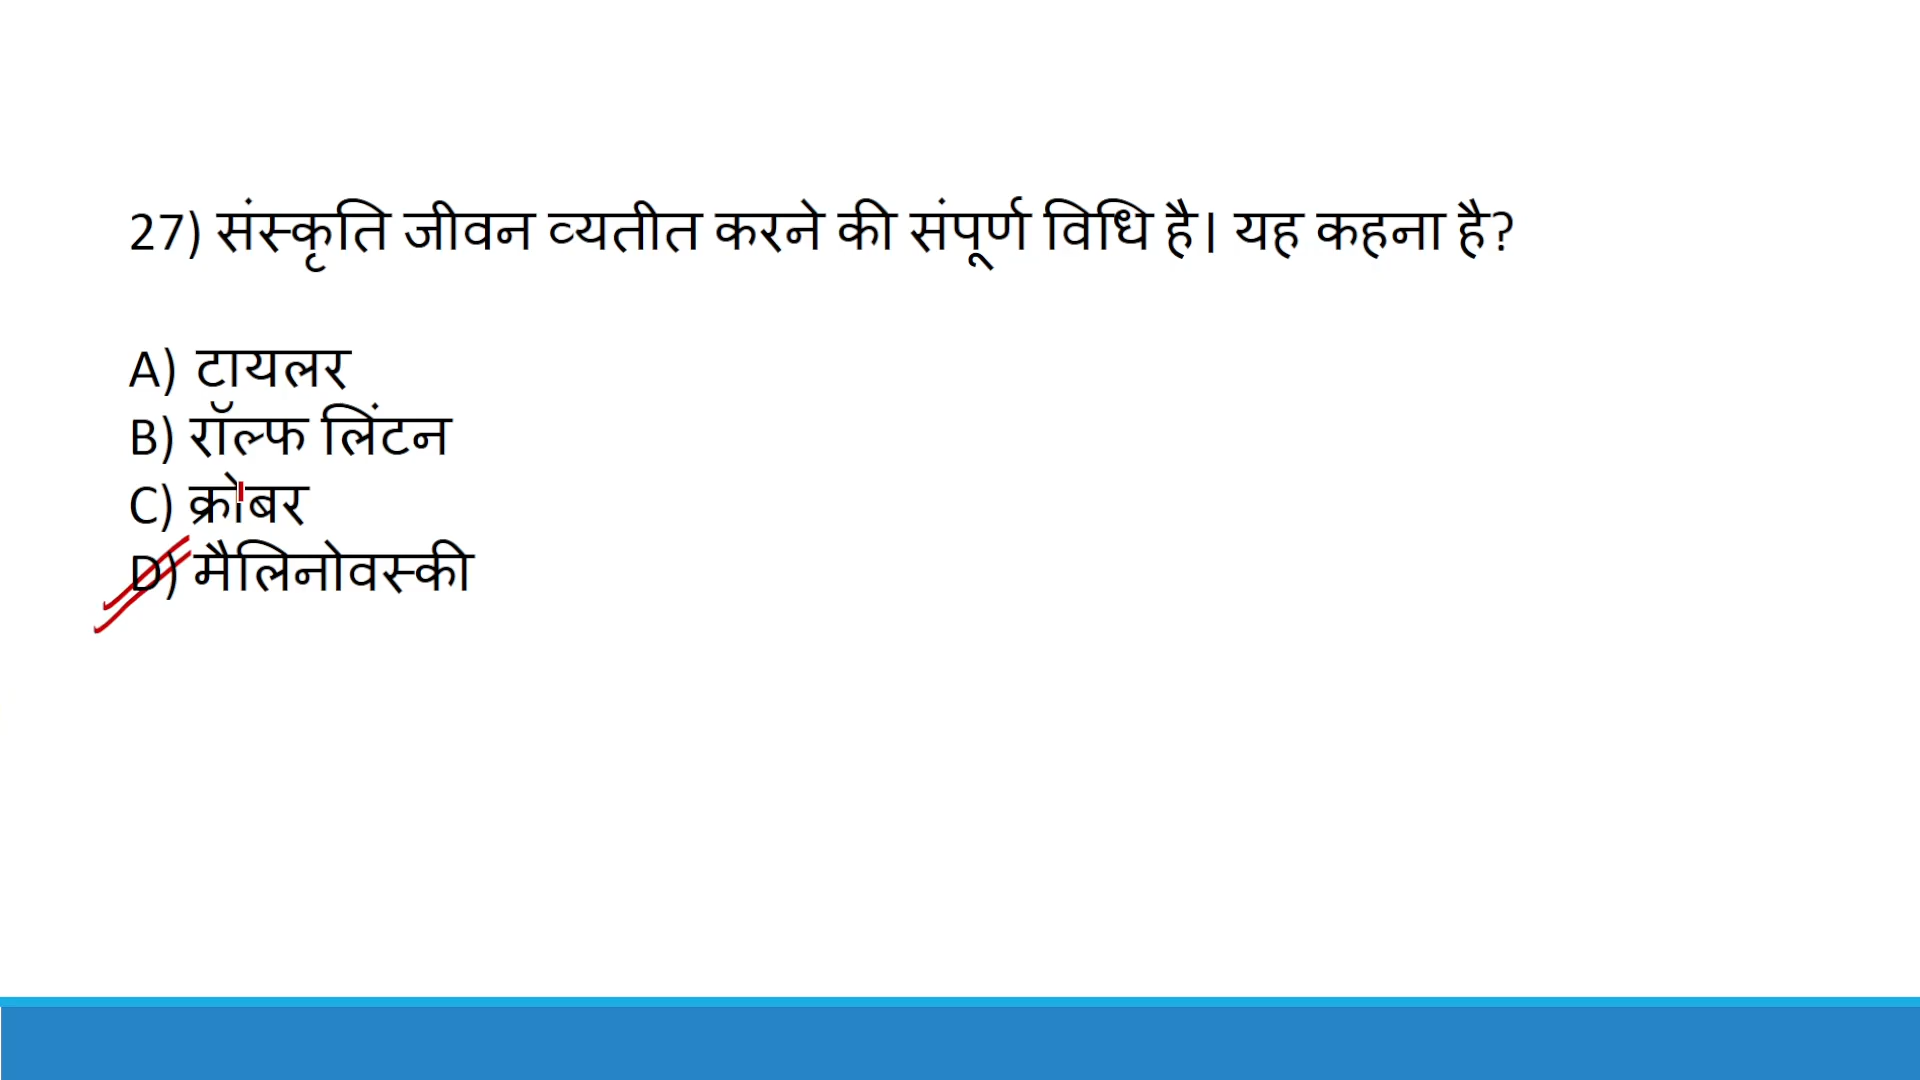 27) संस्कृति जीवन व्यतीत करने की संपूर्ण विधि है। यह कहना है?
A) टायलर
B) रॉल्फ लिंटन
C) क्रोबर
D) मैलिनोवस्की